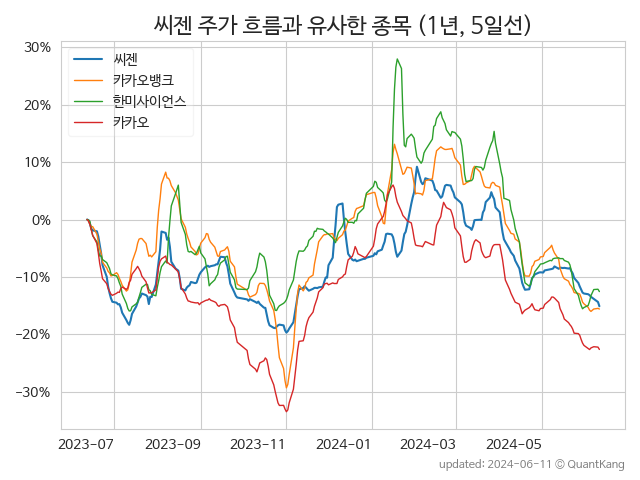 씨젠 주가 흐름과 유사한 종목 (1년, 5일선)
30%
20%
10%
0%
−10%
−20%
−30%
씨젠
카카오뱅크
한미사이언스
카카오
2023-07
2023-09
2023-11
2024-01
2024-03
2024-05
updated: 2024-06-11 © QuantKang